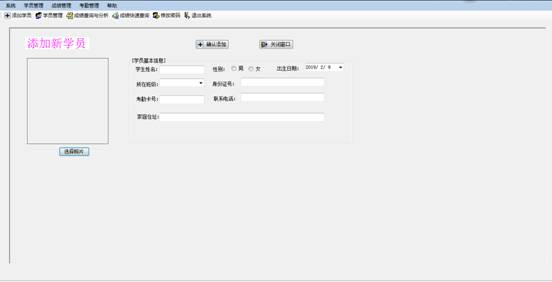 系统 学员管理 成绩管理 考勤管理 帮助
添加学员 学员管理 成绩查询与分析 成绩快速查询 修改密码 退出系统
添加新学员
确认添加 关闭窗口
[学员基本信息]
学生姓名: 性别: 男 女 出生日期: 2019/ 2/ 8
所在班级: 身份证号:
考勤卡号: 联系电话:
家庭住址:
选择照片